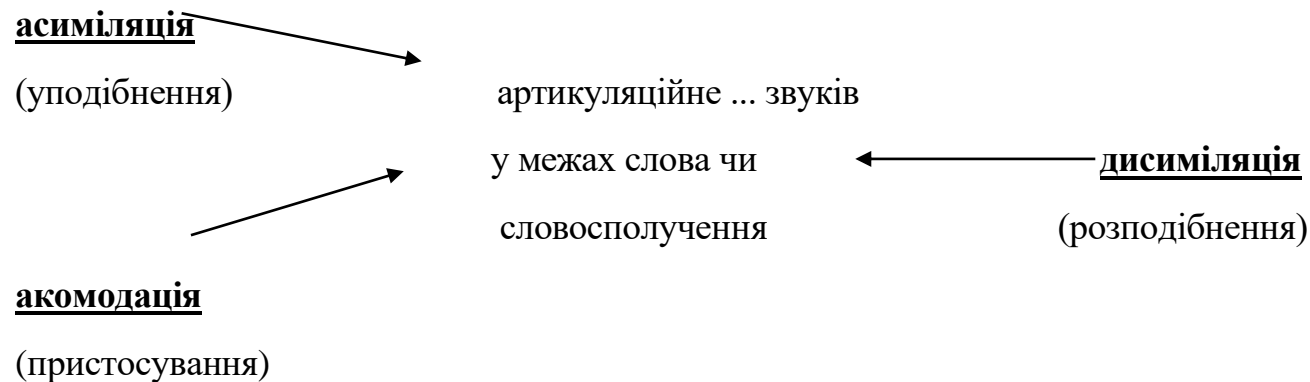 асиміляція
(уподібнення)
артикуляційне ... звуків
у межах слова чи
словосполучення
дисиміляція
(розподібнення)
акомодація
(пристосування)